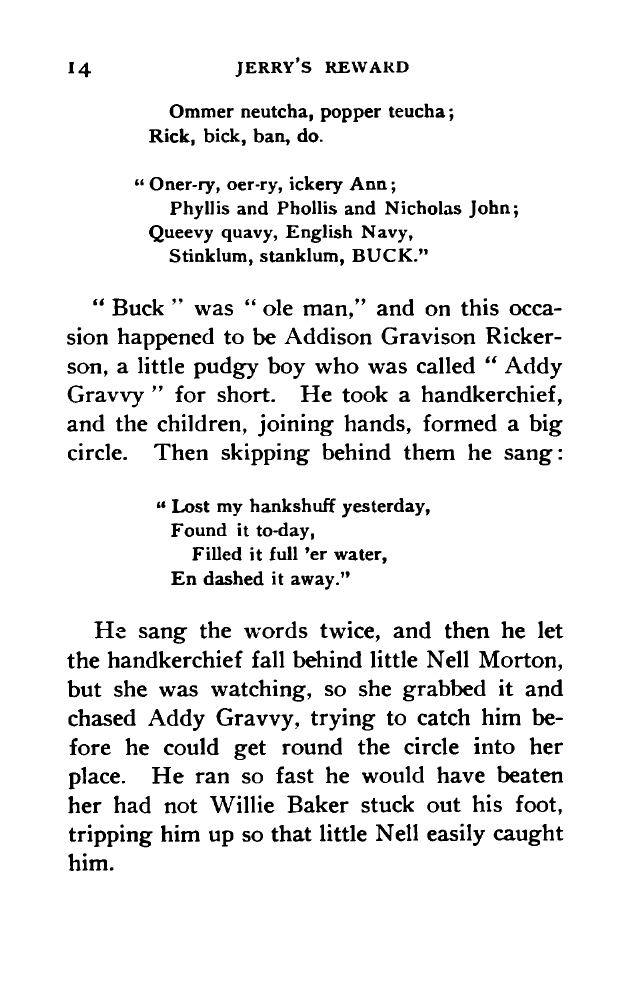 14 JERRY'S REWARD
Ommer neutcha, popper teucha;
Rick, bick, ban, do.
“ Oner-ry, oer-ry, ickery Ann;
Phyllis and Phollis and Nicholas John;
Queevy quavy, English Navy,
Stinklum, stanklum, BUCK.”
“ Buck ” was “ ole man,” and on this occa-
sion happened to be Addison Gravison Ricker-
son, a little pudgy boy who was called “ Addy
Gravvy ” for short. He took a handkerchief,
and the children, joining hands, formed a big
circle. Then skipping behind them he sang:
“ Lost my hankshuff yesterday,
Found it to-day,
Filled it full 'er water,
En dashed it away.”
He sang the words twice, and then he let
the handkerchief fall behind little Nell Morton,
but she was watching, so she grabbed it and
chased Addy Gravvy, trying to catch him be-
fore he could get round the circle into her
place. He ran so fast he would have beaten
her had not Willie Baker stuck out his foot,
tripping him up so that little Nell easily caught
him.